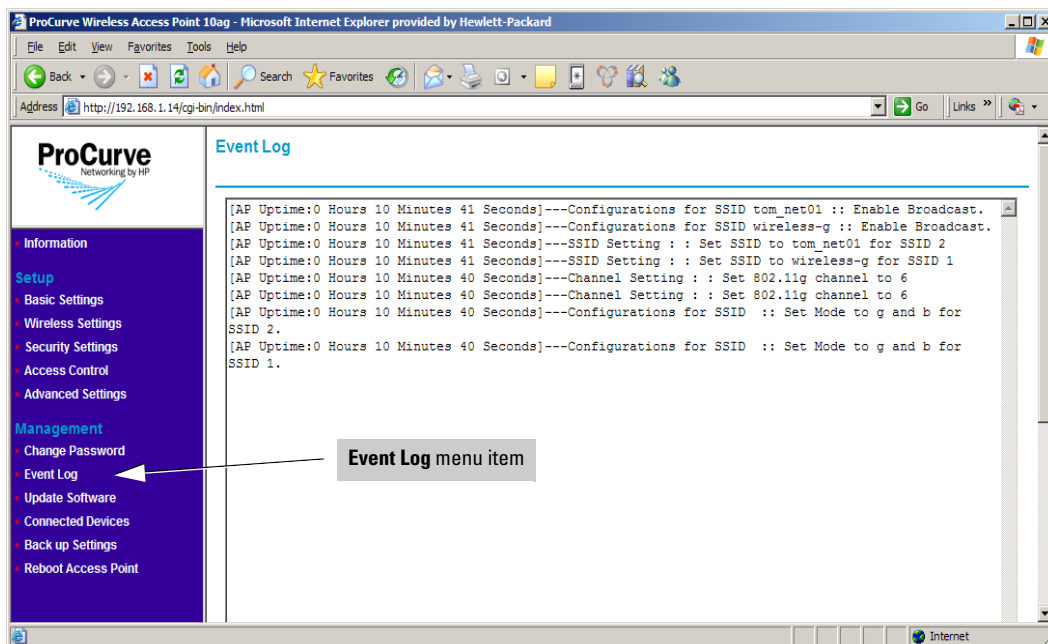 ProCurve Wireless Access Point 10ag - Microsoft Internet Explorer provided by Hewlett-Packard
File Edit View Favorites Tools Help
Back Search Favorites
Address http://192.168.1.14/cgi-bin/index.html Go Links »
ProCurve
Networking by HP
Information
Setup
Basic Settings
Wireless Settings
Security Settings
Access Control
Advanced Settings
Management
Change Password
Event Log
Update Software
Connected Devices
Back up Settings
Reboot Access Point
Event Log
[AP Uptime:0 Hours 10 Minutes 41 Seconds]---Configurations for SSID tom_net01 :: Enable Broadcast.
[AP Uptime:0 Hours 10 Minutes 41 Seconds]---Configurations for SSID wireless-g :: Enable Broadcast.
[AP Uptime:0 Hours 10 Minutes 41 Seconds]---SSID Setting : : Set SSID to tom_net01 for SSID 2
[AP Uptime:0 Hours 10 Minutes 41 Seconds]---SSID Setting : : Set SSID to wireless-g for SSID 1
[AP Uptime:0 Hours 10 Minutes 40 Seconds]---Channel Setting : : Set 802.11g channel to 6
[AP Uptime:0 Hours 10 Minutes 40 Seconds]---Channel Setting : : Set 802.11g channel to 6
[AP Uptime:0 Hours 10 Minutes 40 Seconds]---Configurations for SSID  :: Set Mode to g and b for
SSID 2.
[AP Uptime:0 Hours 10 Minutes 40 Seconds]---Configurations for SSID  :: Set Mode to g and b for
SSID 1.
Event Log menu item
Internet